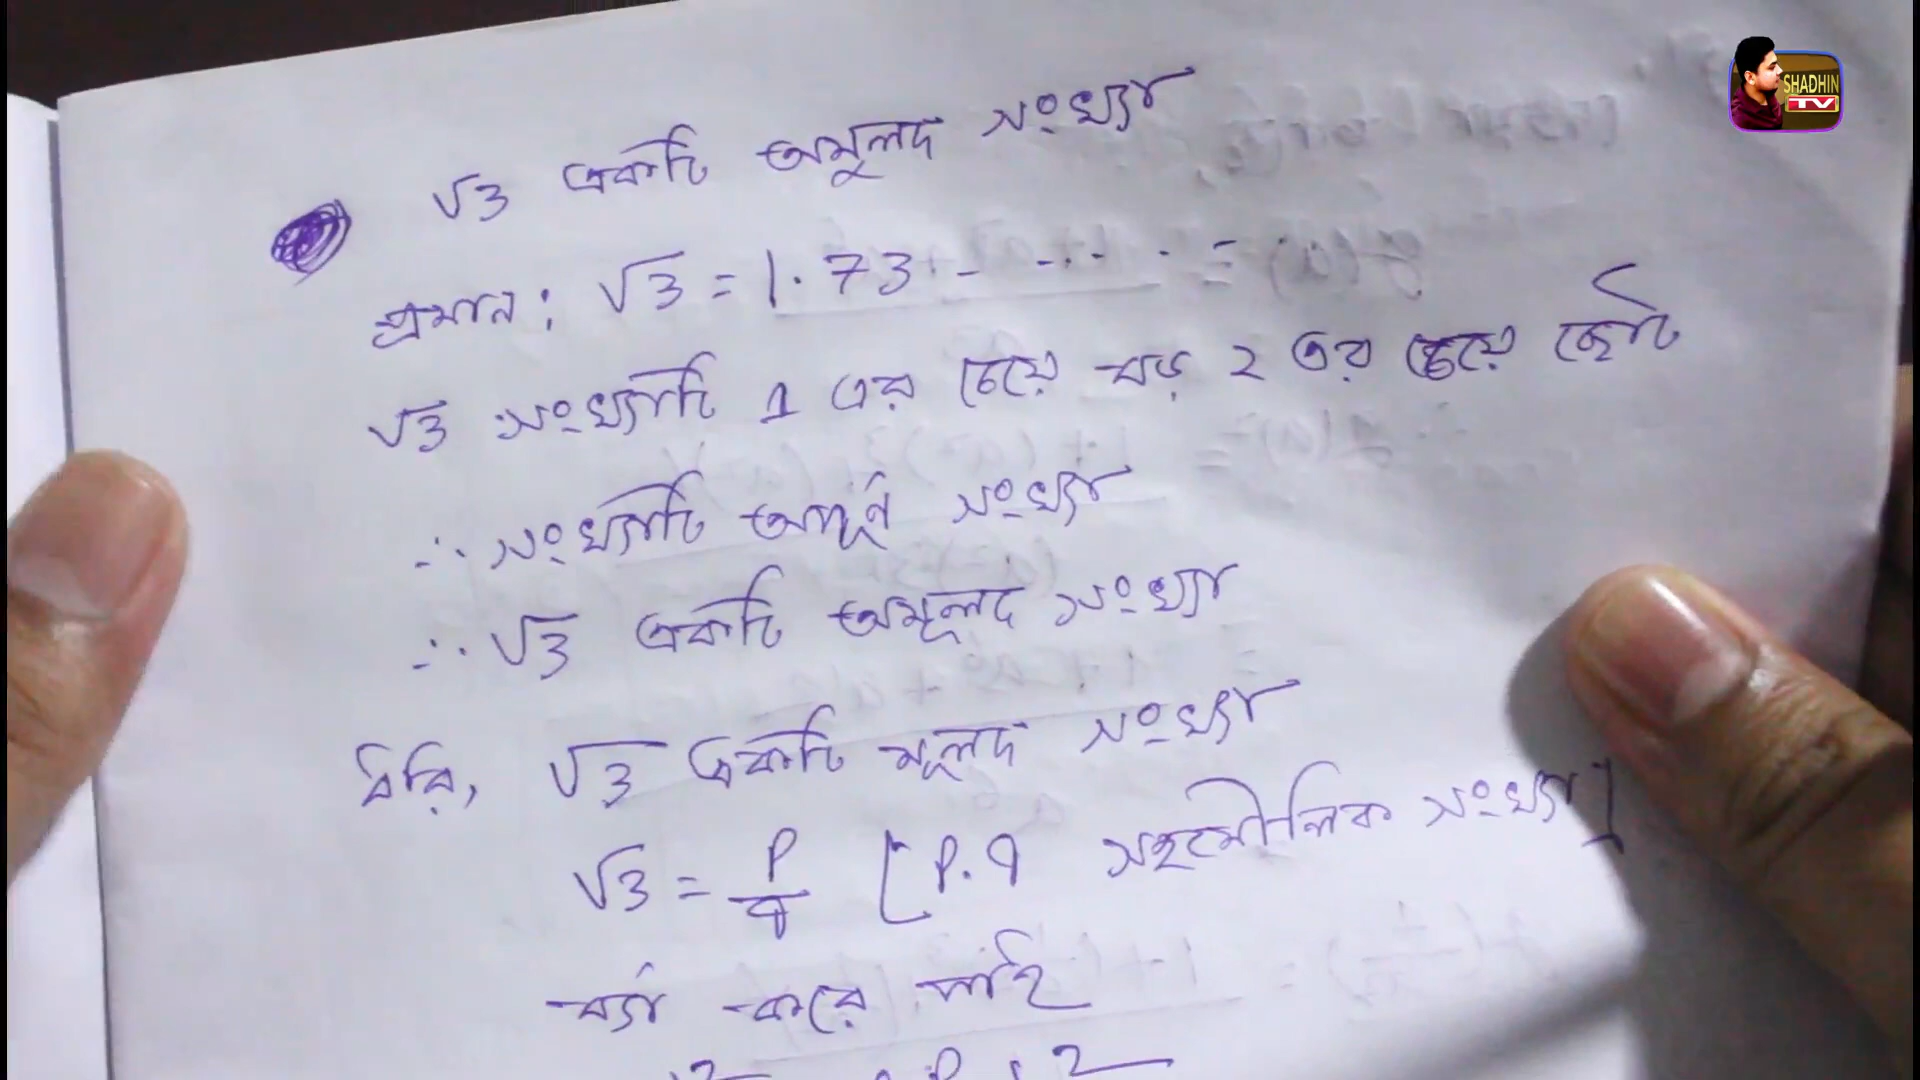 SHADHIN
TV
√3 একটি অমুলদ সংখ্যা
প্রমান: √3 = 1.73.........
√3 সংখ্যাটি 1 এর চেয়ে বড় ২ এর চেয়ে ছোট
∴ সংখ্যাটি অপূর্ণ সংখ্যা
∴ √3 একটি অমূলদ সংখ্যা
ধরি, √3 একটি মূলদ সংখ্যা
√3 = P/q [P.q সহমৌলিক সংখ্যা]
বর্গ করে পাই